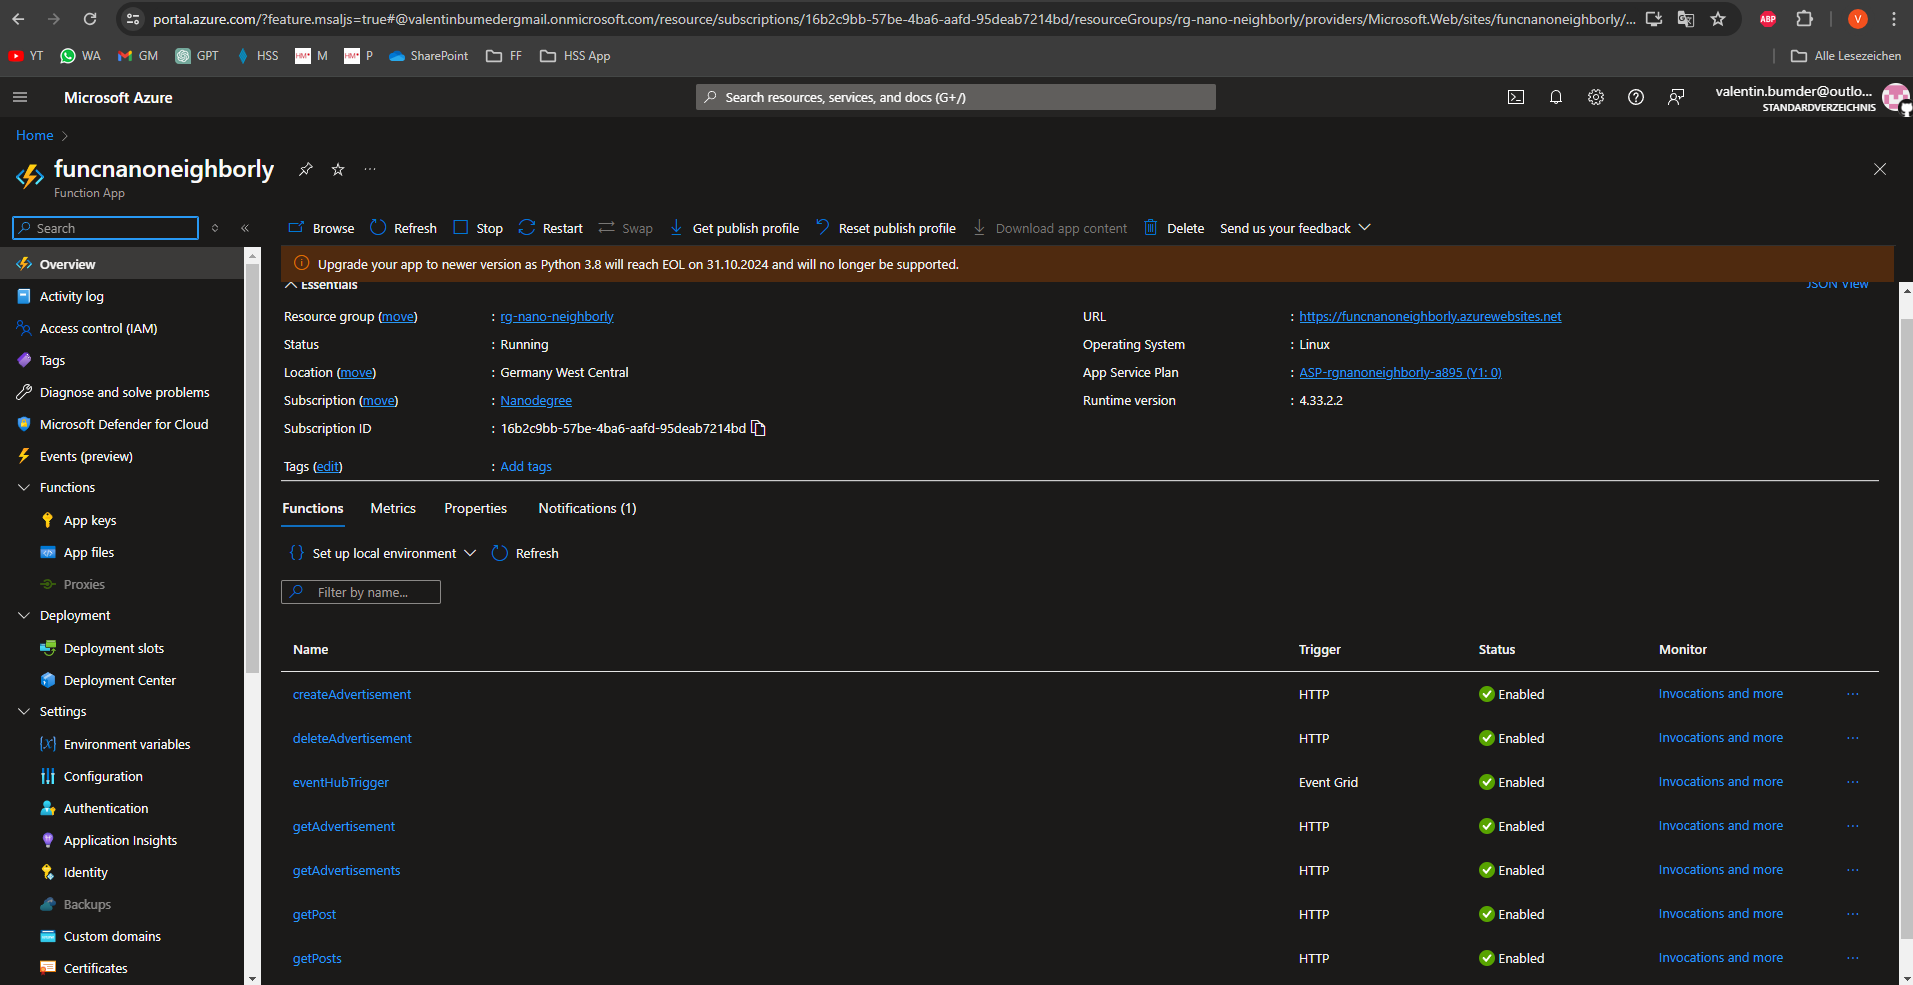 portal.azure.com/?feature.msaljs=true#@valentinbumedergmail.onmicrosoft.com/resource/subscriptions/16b2c9bb-57be-4ba6-aafd-95deab7214bd/resourceGroups/rg-nano-neighborly/providers/Microsoft.Web/sites/funcnanoneighborly/...
ABP
V
YT
WA
GM
GPT
HSS
M
P
SharePoint
FF
HSS App
Alle Lesezeichen
Microsoft Azure
Search resources, services, and docs (G+/)
valentin.bumder@outlo...
STANDARDVERZEICHNIS
Home
funcnanoneighborly
Function App
Search
Browse
Refresh
Stop
Restart
Swap
Get publish profile
Reset publish profile
Download app content
Delete
Send us your feedback
Upgrade your app to newer version as Python 3.8 will reach EOL on 31.10.2024 and will no longer be supported.
Overview
Activity log
Access control (IAM)
Tags
Diagnose and solve problems
Microsoft Defender for Cloud
Events (preview)
Functions
App keys
App files
Proxies
Deployment
Deployment slots
Deployment Center
Settings
Environment variables
Configuration
Authentication
Application Insights
Identity
Backups
Custom domains
Certificates
Essentials
JSON View
Resource group (move) : rg-nano-neighborly
Status : Running
Location (move) : Germany West Central
Subscription (move) : Nanodegree
Subscription ID : 16b2c9bb-57be-4ba6-aafd-95deab7214bd
Tags (edit) : Add tags
URL : https://funcnanoneighborly.azurewebsites.net
Operating System : Linux
App Service Plan : ASP-rgnanoneighborly-a895 (Y1: 0)
Runtime version : 4.33.2.2
Functions
Metrics
Properties
Notifications (1)
Set up local environment
Refresh
Filter by name...
Name Trigger Status Monitor
createAdvertisement HTTP Enabled Invocations and more
deleteAdvertisement HTTP Enabled Invocations and more
eventHubTrigger Event Grid Enabled Invocations and more
getAdvertisement HTTP Enabled Invocations and more
getAdvertisements HTTP Enabled Invocations and more
getPost HTTP Enabled Invocations and more
getPosts HTTP Enabled Invocations and more